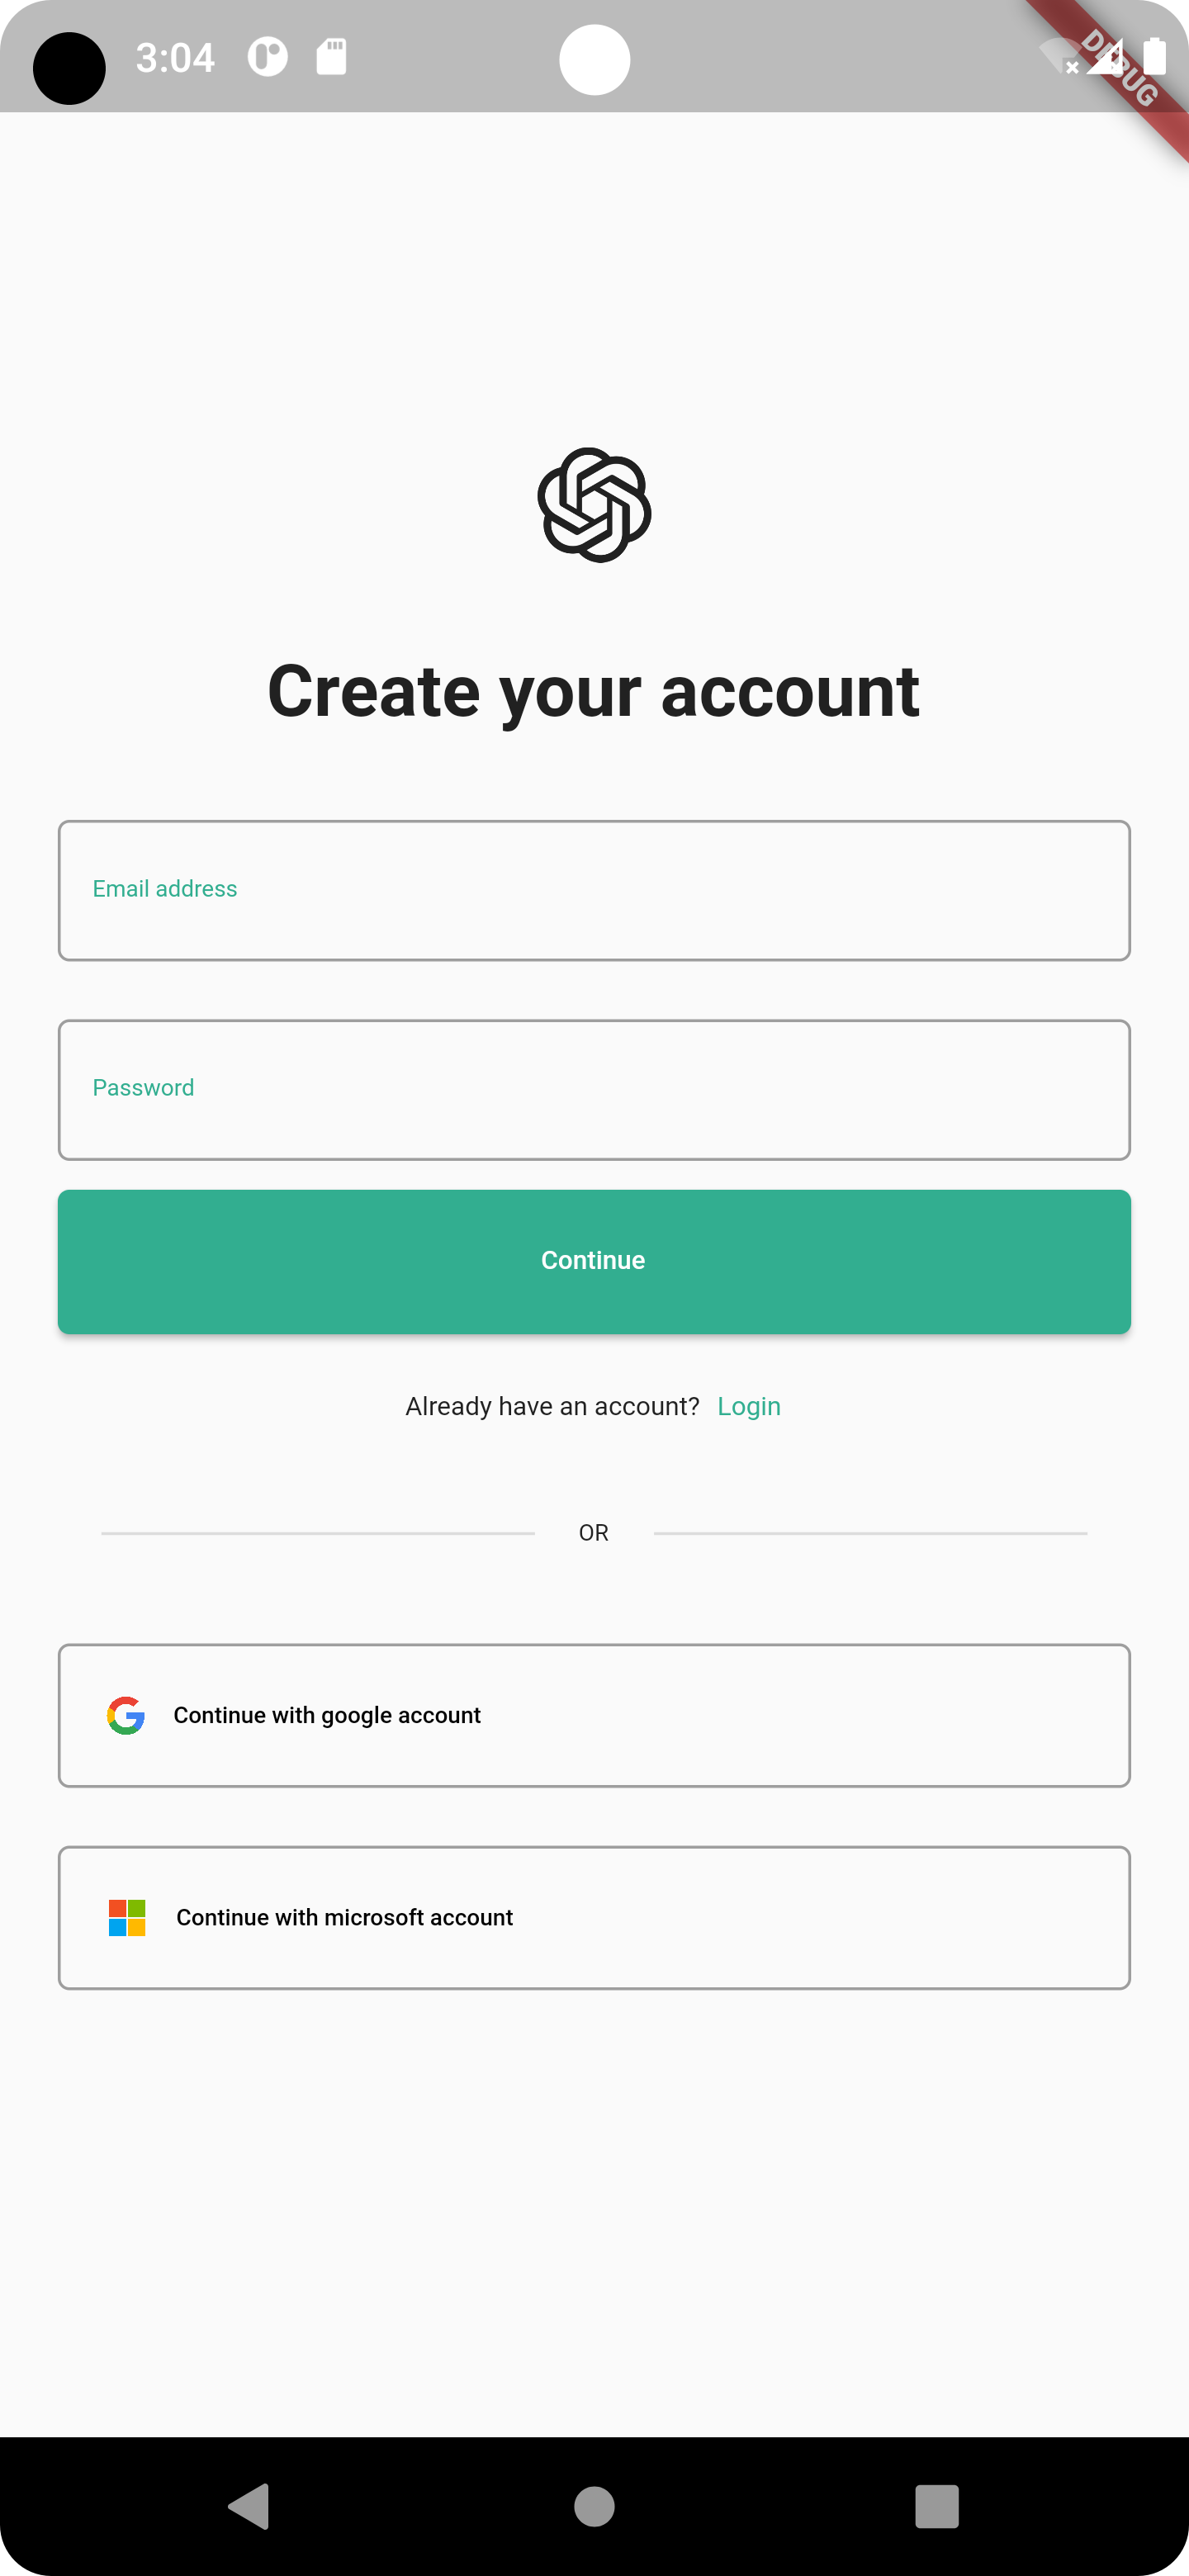 3:04
DEBUG
Create your account
Email address
Password
Continue
Already have an account? Login
OR
Continue with google account
Continue with microsoft account